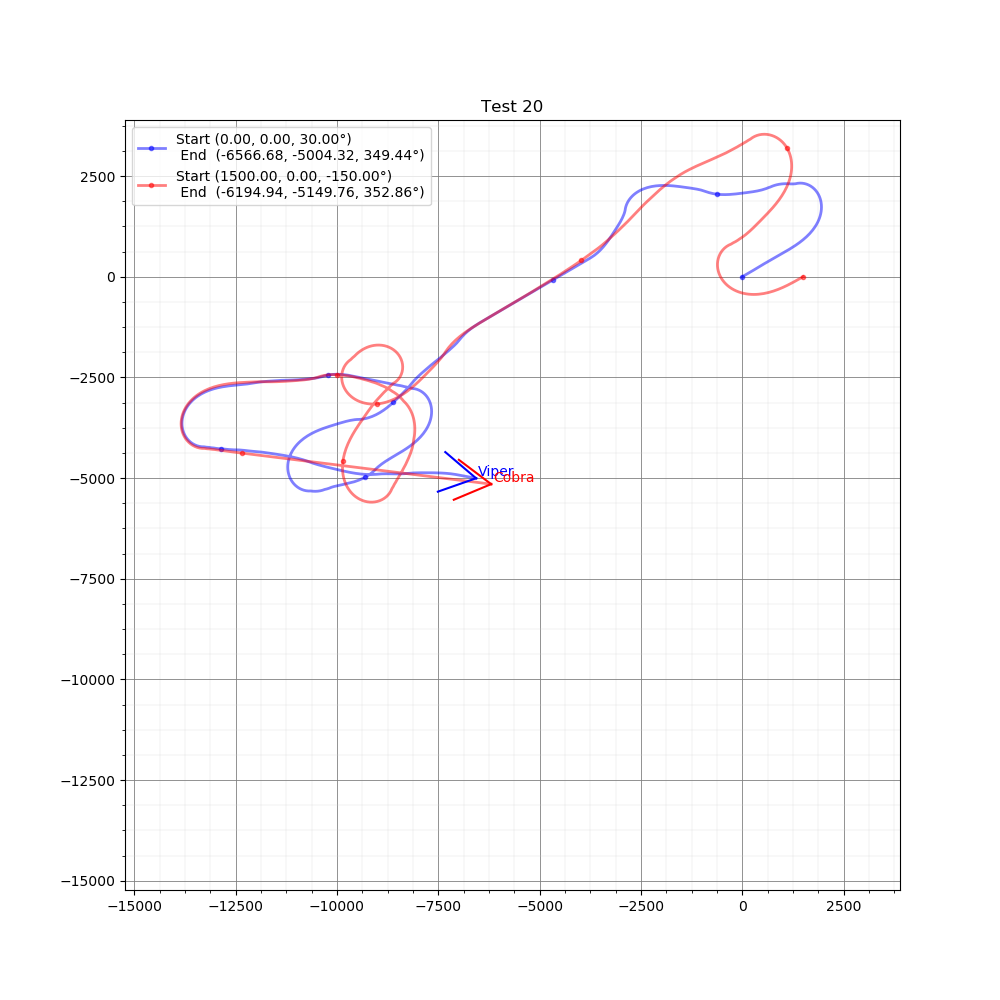 Test 20
Start (0.00, 0.00, 30.00°)
End (-6566.68, -5004.32, 349.44°)
Start (1500.00, 0.00, -150.00°)
End (-6194.94, -5149.76, 352.86°)
2500
0
−2500
−5000
−7500
−10000
−12500
−15000
Viper
Cobra
−15000 −12500 −10000 −7500 −5000 −2500 0 2500